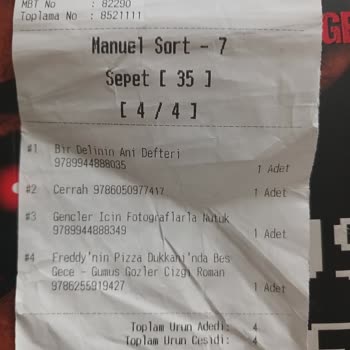 MBT No : 82290
Toplama No : 8521111
Manuel Sort - 7
Sepet [ 35 ]
[ 4 / 4 ]
#1 Bir Delinin Ani Defteri
9789944888035 1 Adet
#2 Cerrah 9786050977417 1 Adet
#3 Gencler Icin Fotograflarla Nutuk
9789944888349 1 Adet
#4 Freddy'nin Pizza Dukkani'nda Bes
Gece - Gumus Gozler Cizgi Roman
9786255919427 1 Adet
Toplam Urun Adedi: 4
Toplam Urun Cesidi: 4